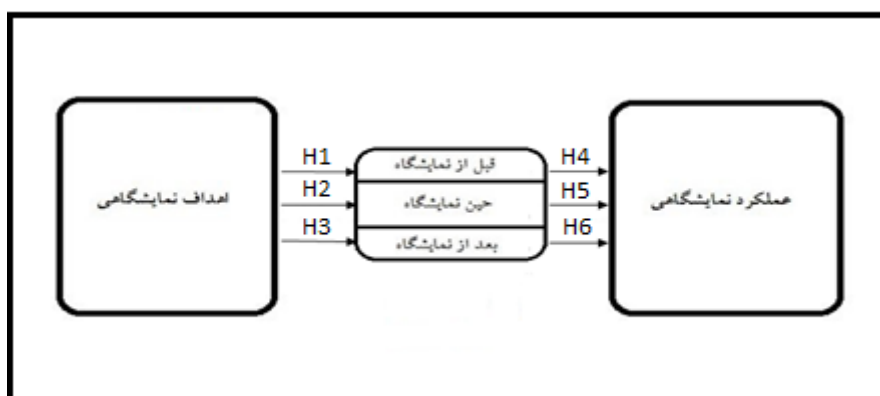 اهداف نمایشگاهی
H1
H2
H3
قبل از نمایشگاه
حین نمایشگاه
بعد از نمایشگاه
H4
H5
H6
عملکرد نمایشگاهی